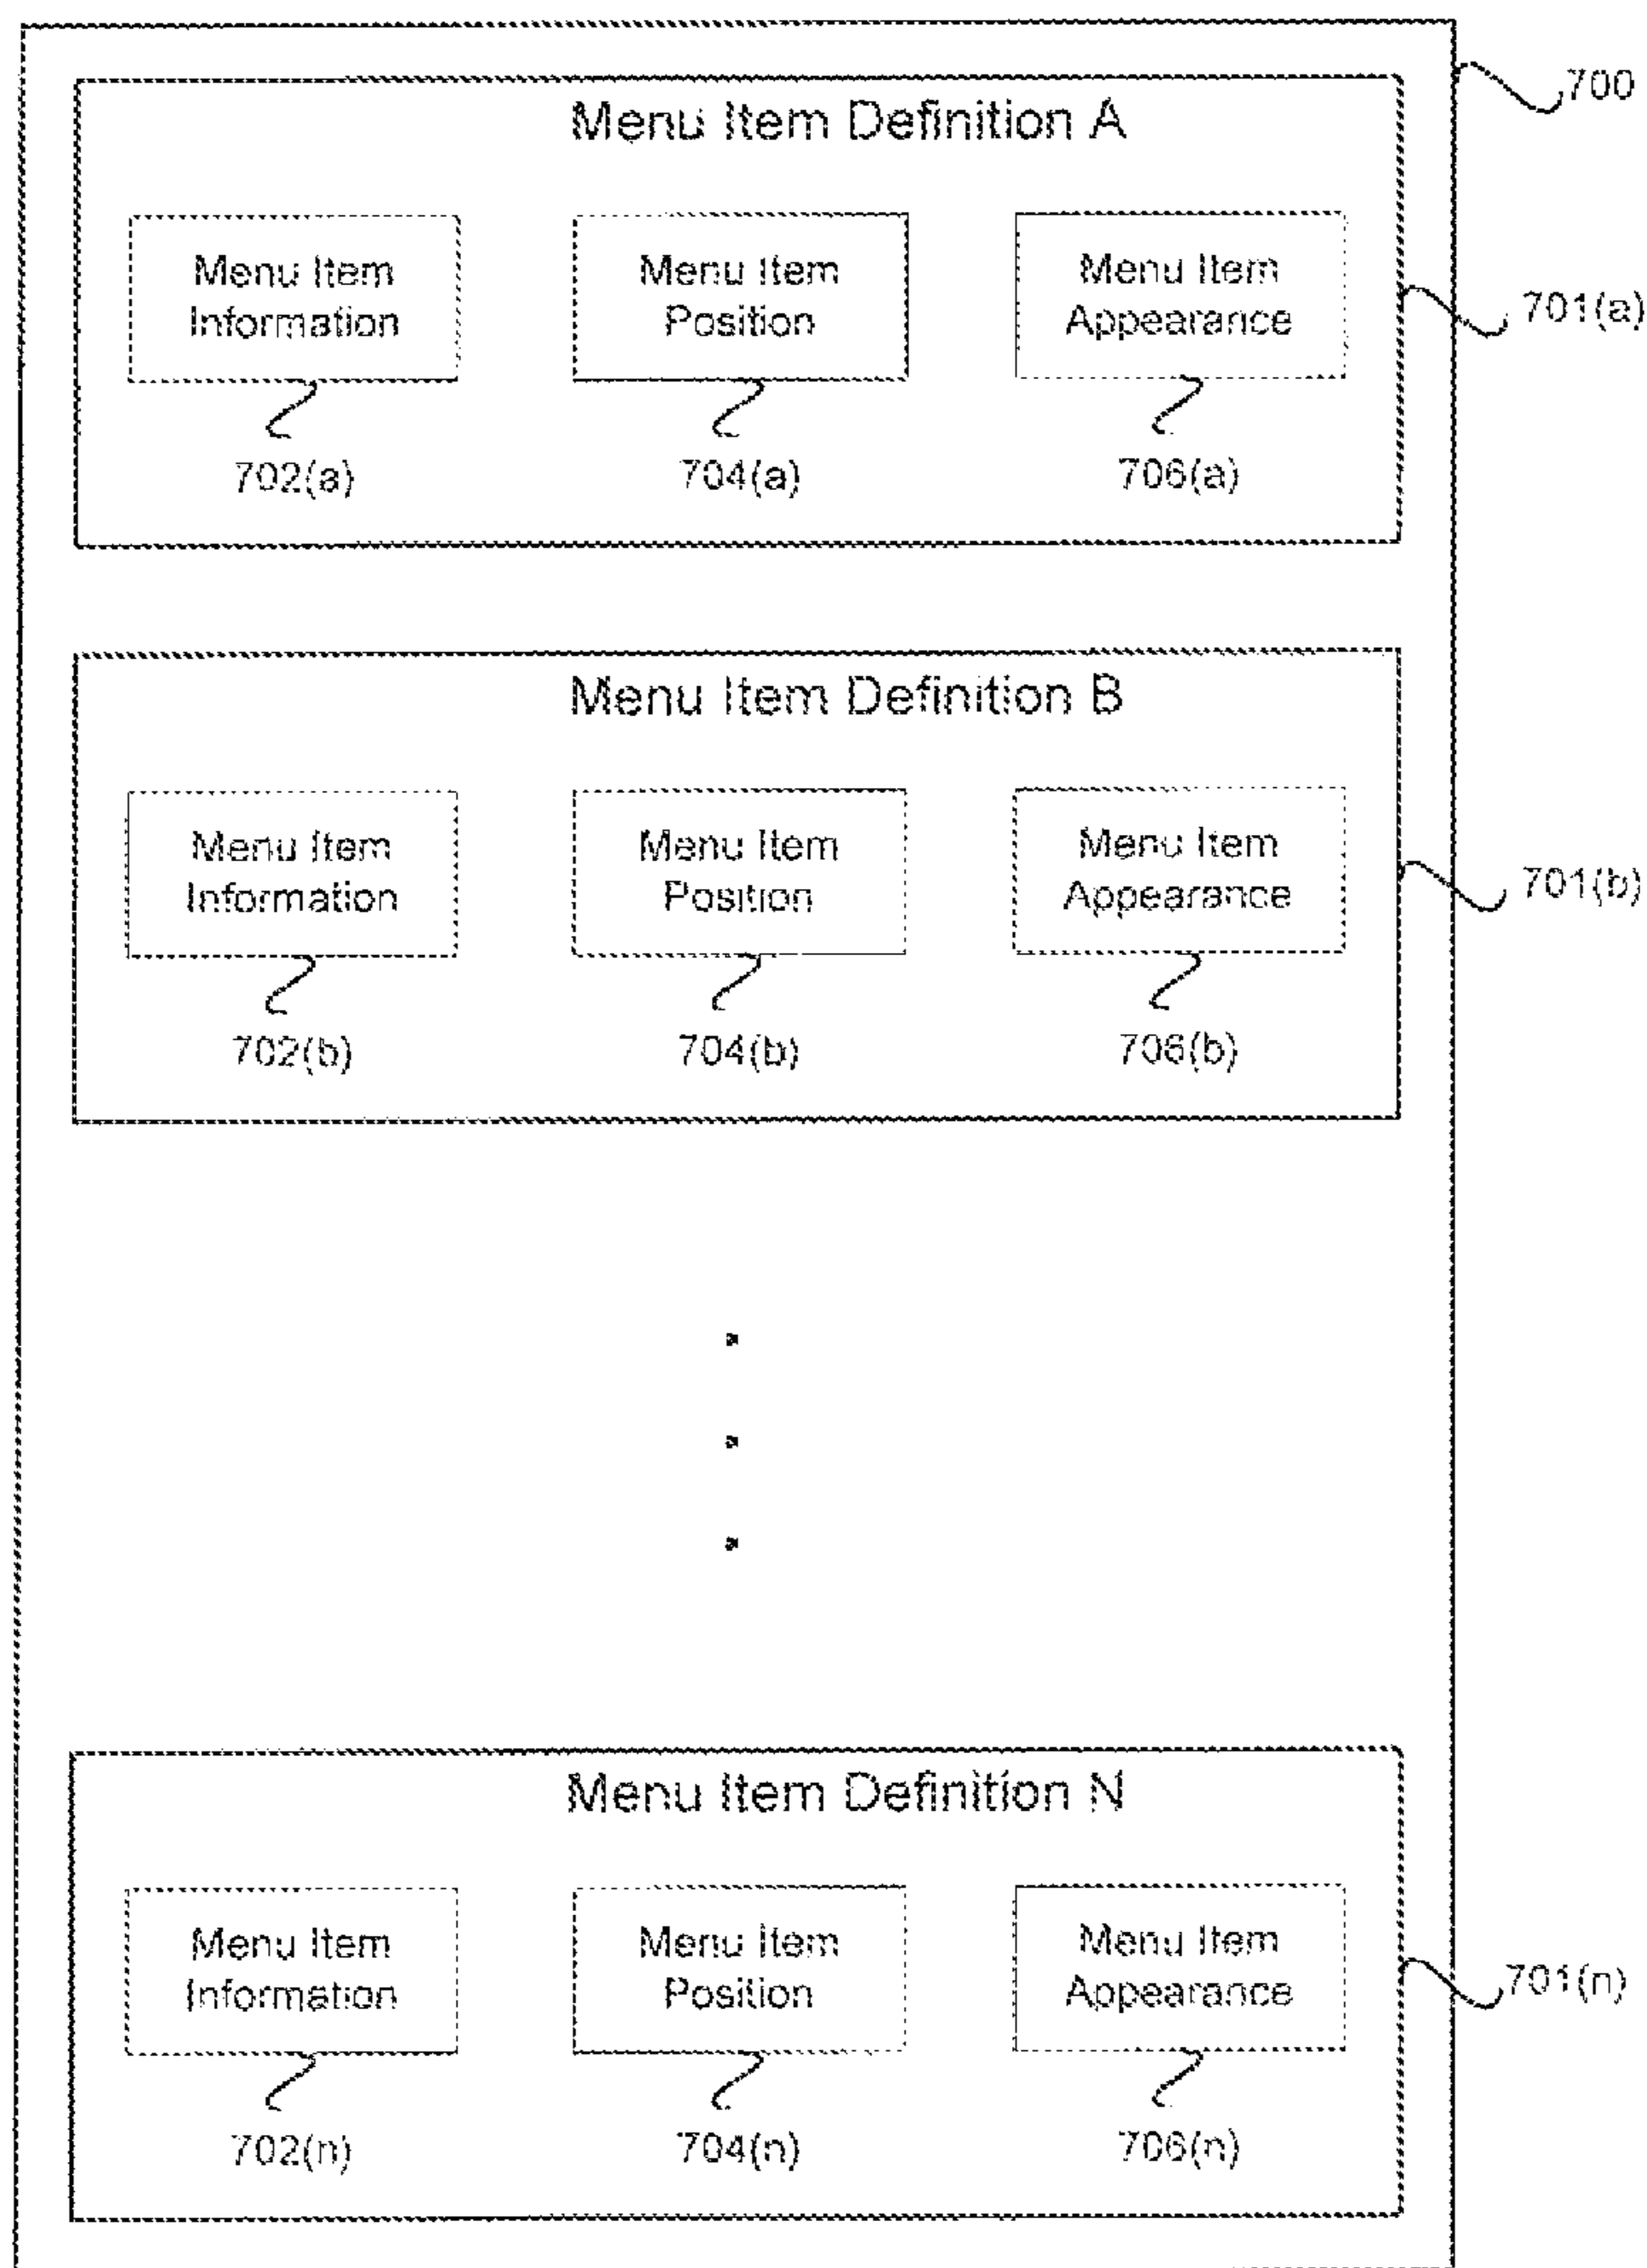 700
Menu Item Definition A
Menu Item
Information
Menu Item
Position
Menu Item
Appearance
701(a)
702(a)
704(a)
706(a)
Menu Item Definition B
Menu Item
Information
Menu Item
Position
Menu Item
Appearance
701(b)
702(b)
704(b)
706(b)
Menu Item Definition N
Menu Item
Information
Menu Item
Position
Menu Item
Appearance
701(n)
702(n)
704(n)
706(n)